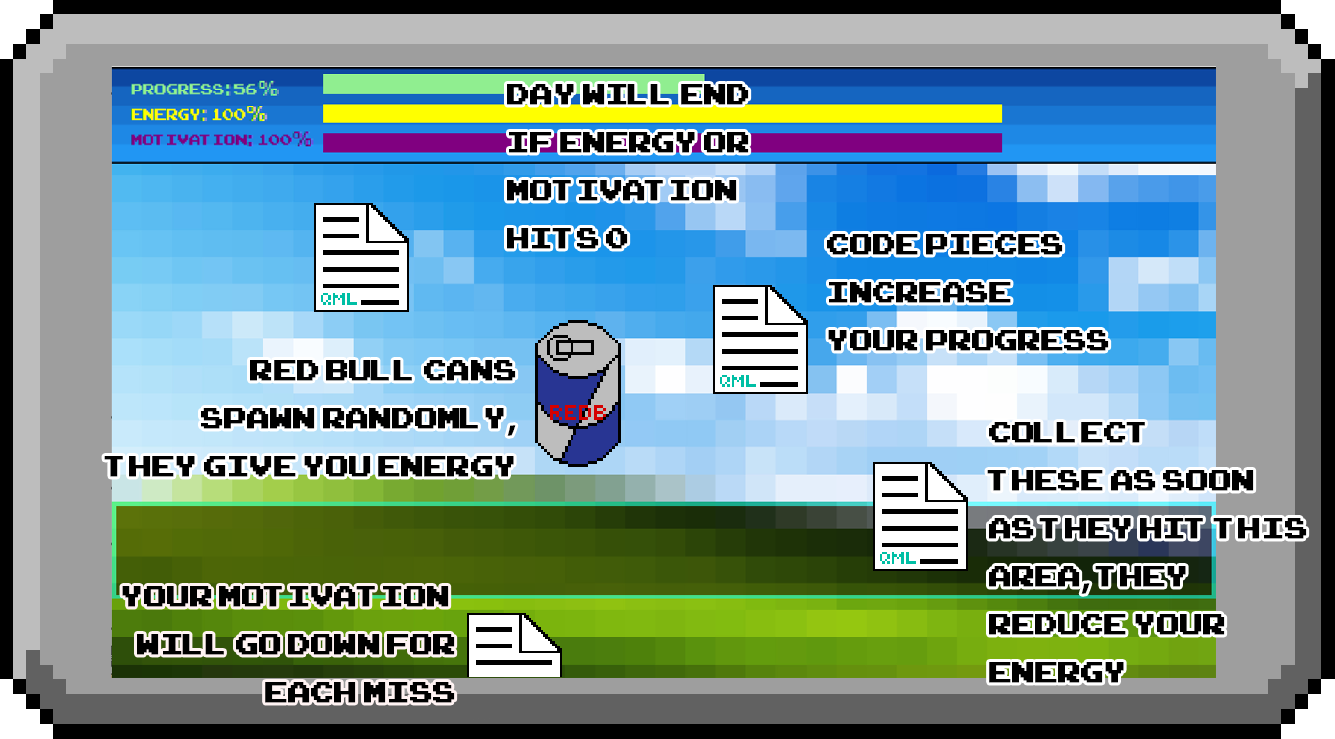 PROGRESS:56%
ENERGY:100%
MOTIVATION:100%
DAY WILL END
IF ENERGY OR
MOTIVATION
HITS 0
QML
CODE PIECES
INCREASE
YOUR PROGRESS
QML
RED BULL CANS
SPAWN RANDOMLY,
THEY GIVE YOU ENERGY
REDB
COLLECT
THESE AS SOON
AS THEY HIT THIS
AREA, THEY
REDUCE YOUR
ENERGY
QML
YOUR MOTIVATION
WILL GO DOWN FOR
EACH MISS